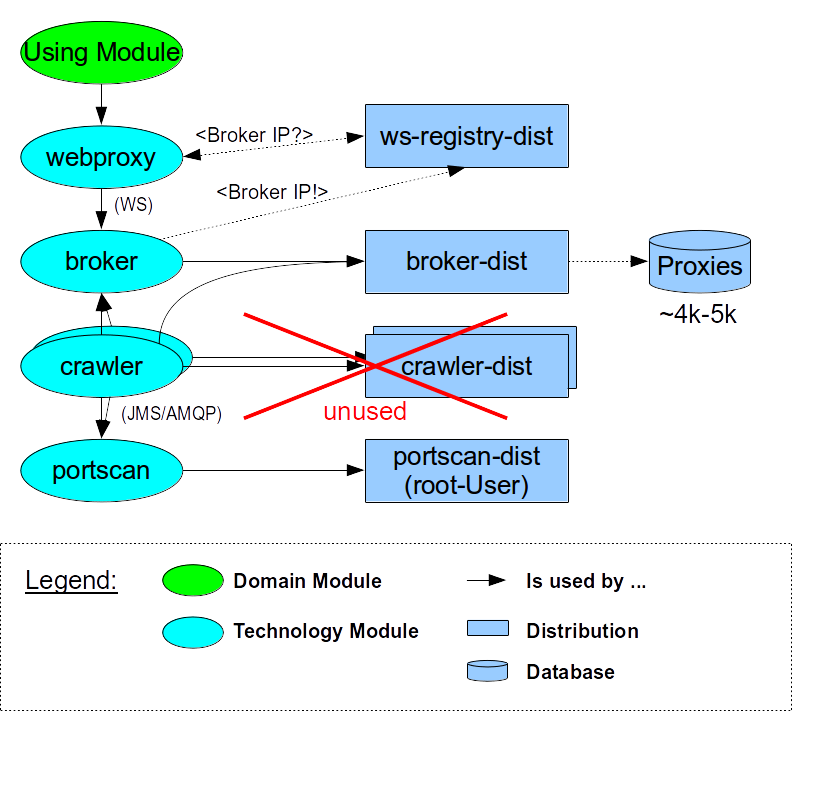 Using Module
webproxy
<Broker IP?>
ws-registry-dist
(WS)
<Broker IP!>
broker
broker-dist
Proxies
~4k-5k
crawler
crawler-dist
unused
(JMS/AMQP)
portscan
portscan-dist
(root-User)
Legend:
Domain Module
Is used by ...
Technology Module
Distribution
Database